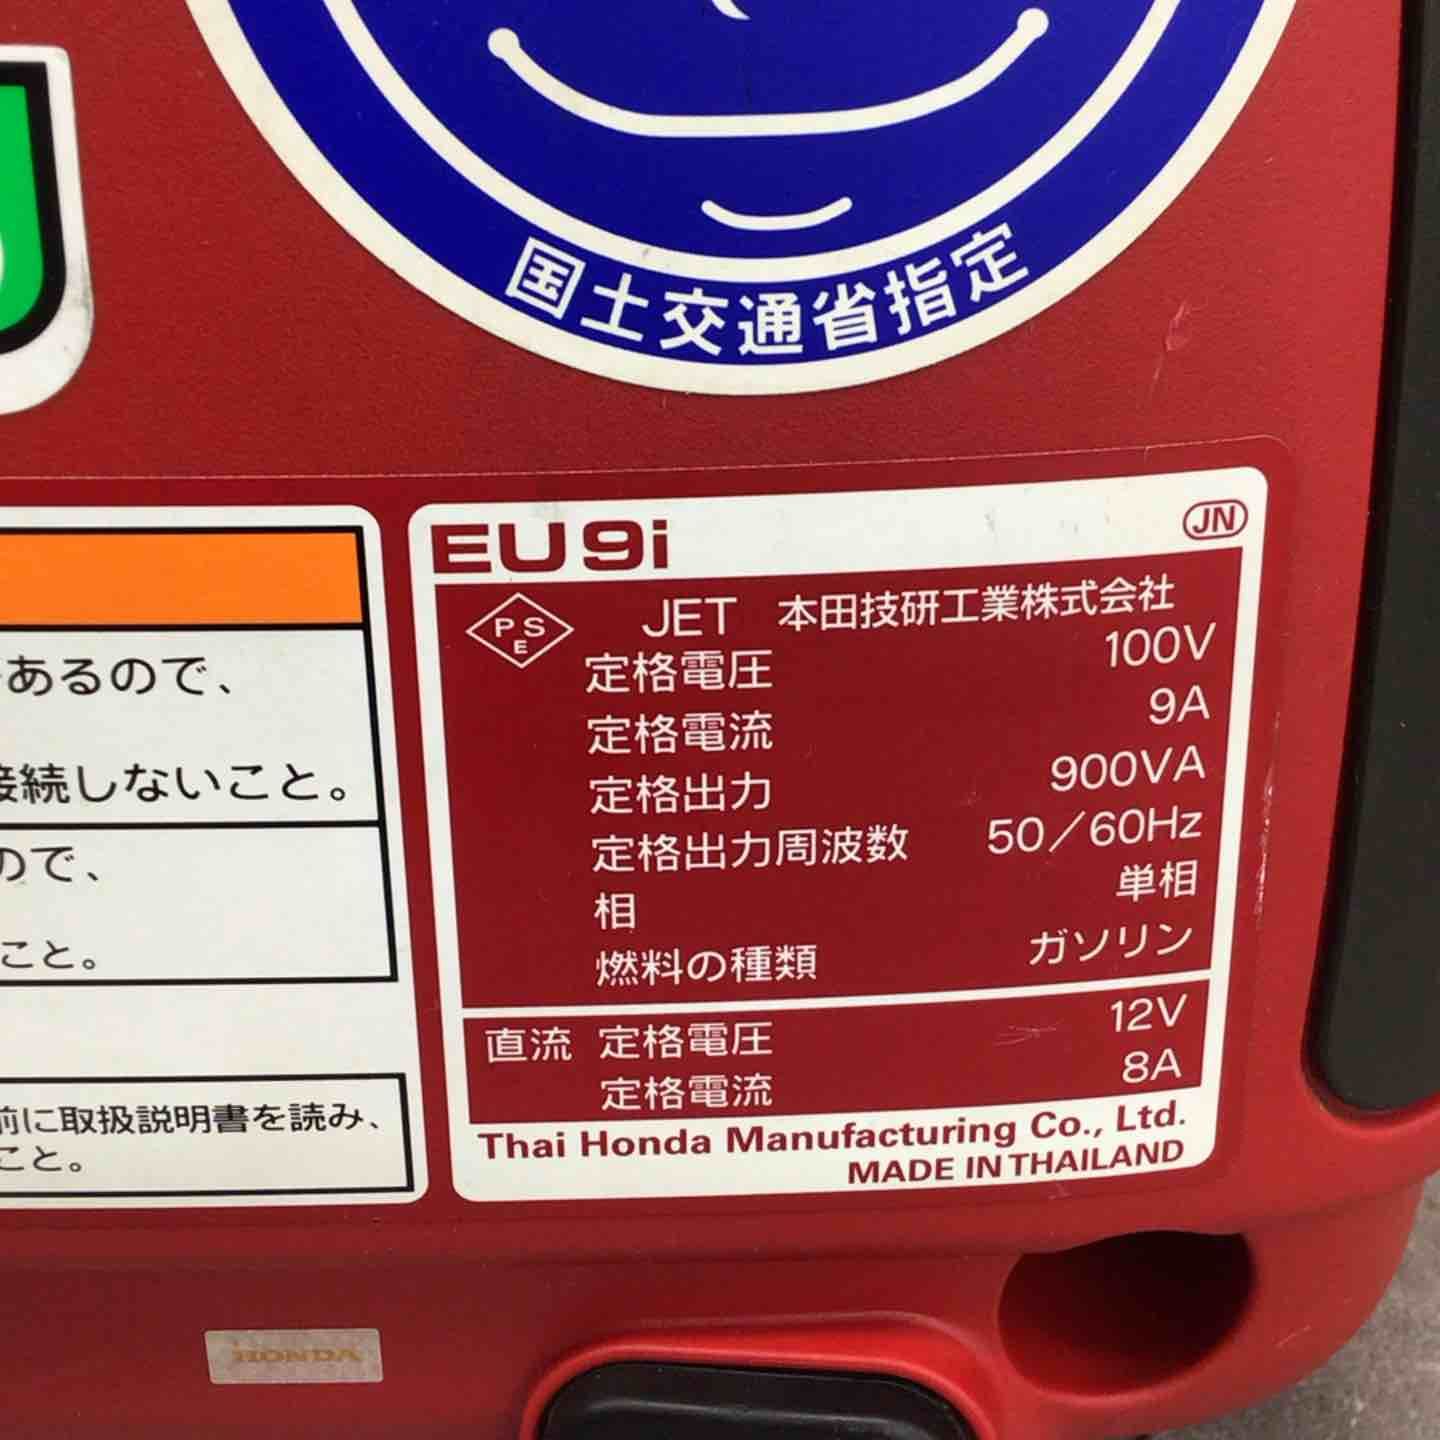 国土交通省指定
であるので、
接続しないこと。
ので、
こと。
前に取扱説明書を読み、
こと。
EU9i
JN
PSE
JET 本田技研工業株式会社
定格電圧 100V
定格電流 9A
定格出力 900VA
定格出力周波数 50/60Hz
相 単相
燃料の種類 ガソリン
直流 定格電圧 12V
定格電流 8A
Thai Honda Manufacturing Co., Ltd.
MADE IN THAILAND
HONDA